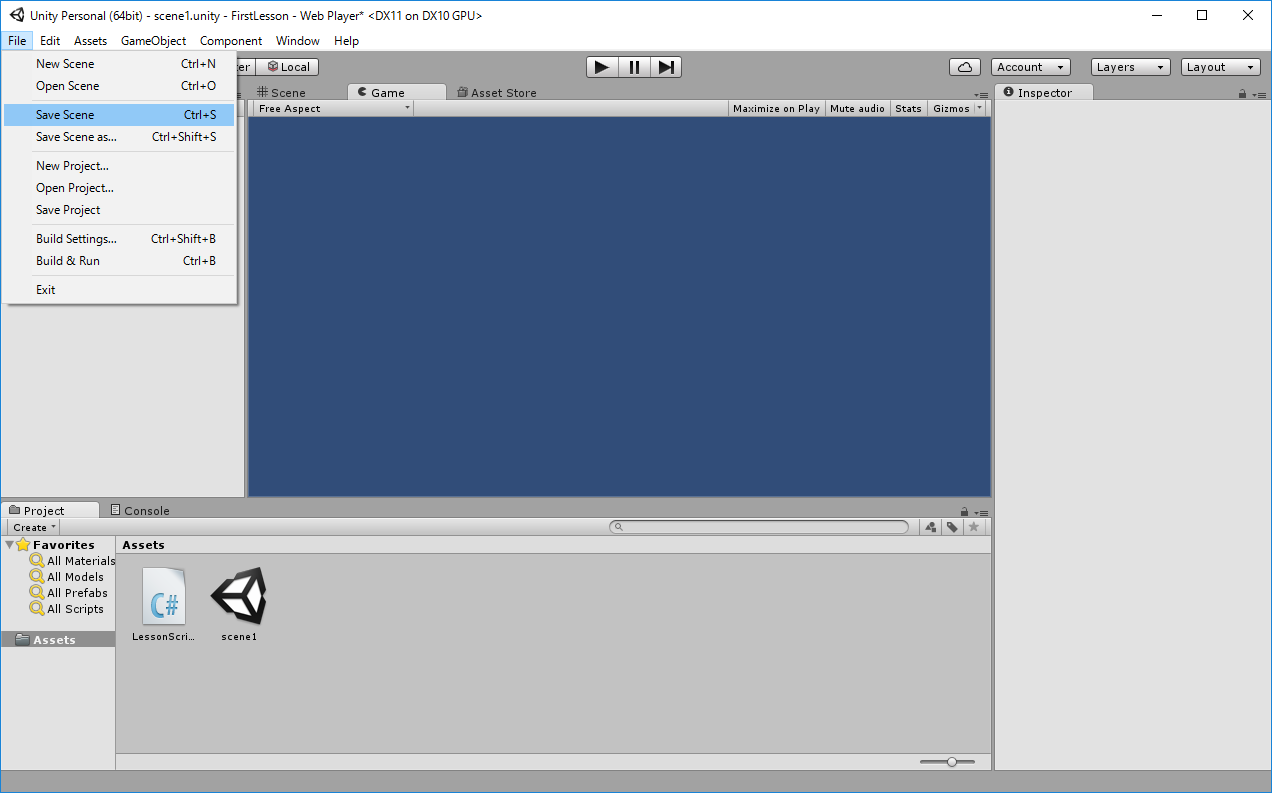 Unity Personal (64bit) - scene1.unity - FirstLesson - Web Player* <DX11 on DX10 GPU>
File Edit Assets GameObject Component Window Help
New Scene Ctrl+N
Open Scene Ctrl+O
Save Scene Ctrl+S
Save Scene as... Ctrl+Shift+S
New Project...
Open Project...
Save Project
Build Settings... Ctrl+Shift+B
Build & Run Ctrl+B
Exit
er Local
Account Layers Layout
Scene Game Asset Store
Free Aspect Maximize on Play Mute audio Stats Gizmos
Inspector
Project Console
Create
Favorites
All Materials
All Models
All Prefabs
All Scripts
Assets
Assets
C#
LessonScri... scene1